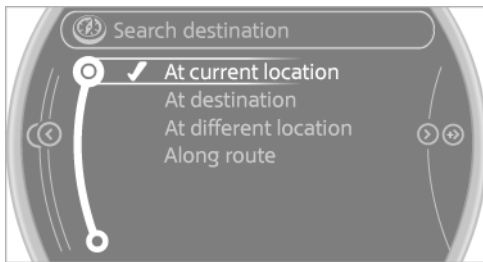 Search destination
At current location
At destination
At different location
Along route